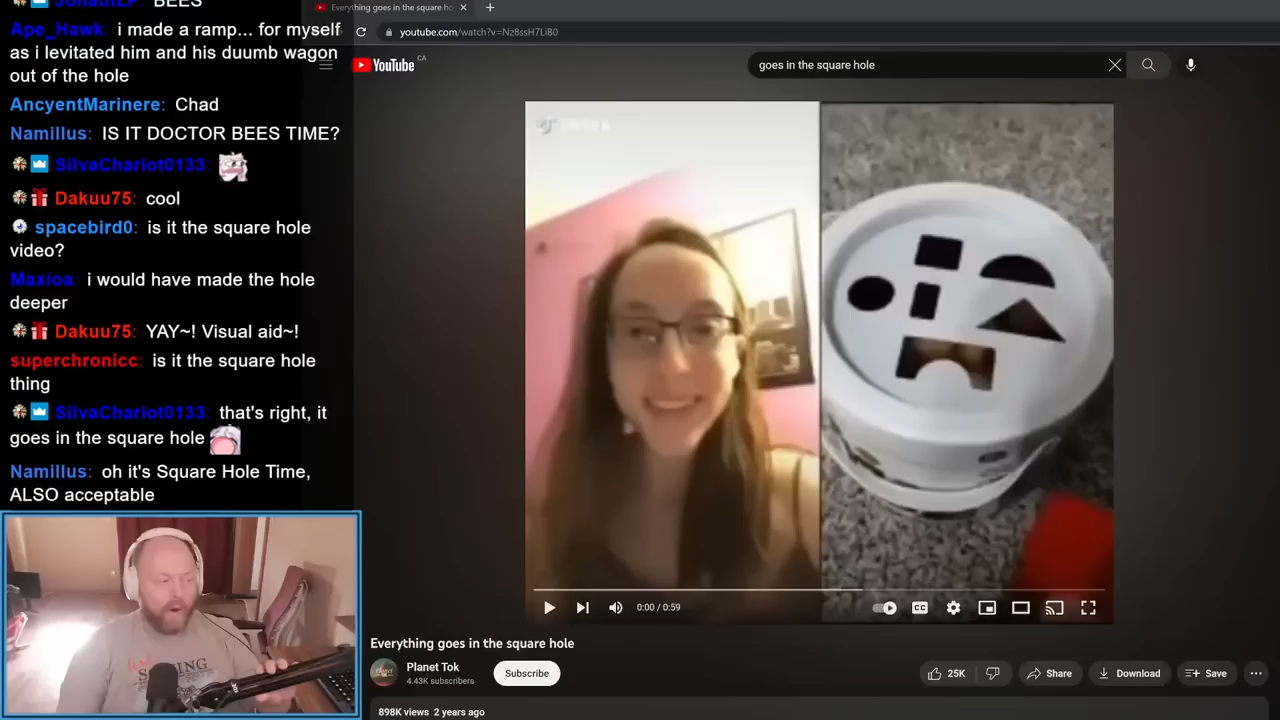 JonathLP: BEES
Everything goes in the square h
Ape_Hawk: i made a ramp... for myself
youtube.com/watch?v=Nz8ssH7LiB0
as i levitated him and his duumb wagon
out of the hole
YouTube CA
goes in the square hole
AncyentMarinere: Chad
Namillus: IS IT DOCTOR BEES TIME?
SilvaChariot0133:
Dakuu75: cool
spacebird0: is it the square hole
video?
Maxioa: i would have made the hole
deeper
Dakuu75: YAY~! Visual aid~!
superchronicc: is it the square hole
thing
SilvaChariot0133: that's right, it
goes in the square hole
Namillus: oh it's Square Hole Time,
ALSO acceptable
0:00 / 0:59
CC
Everything goes in the square hole
Planet Tok
4.43K subscribers
Subscribe
25K
Share
Download
Save
898K views 2 years ago